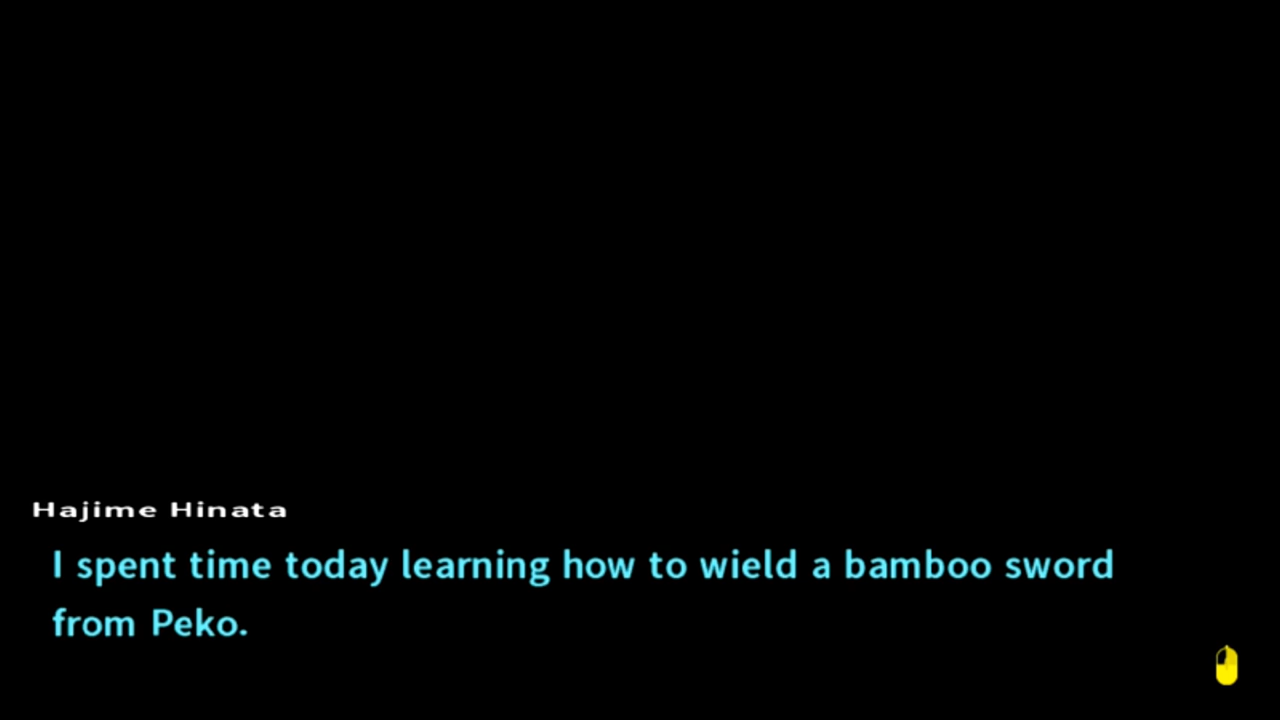 Hajime Hinata
I spent time today learning how to wield a bamboo sword
from Peko.